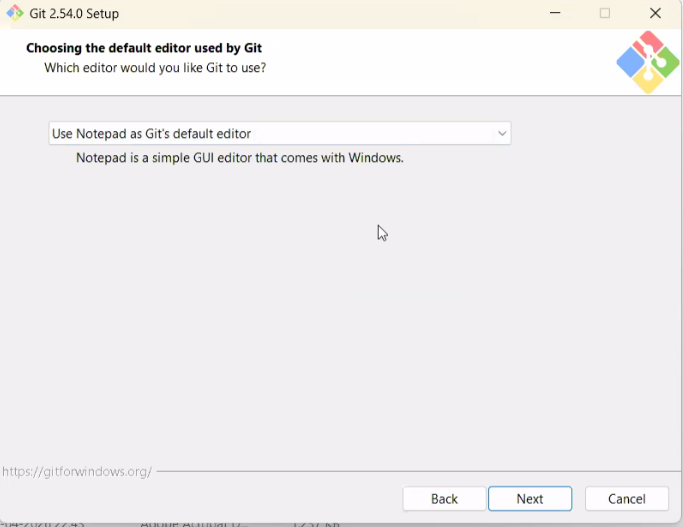 Git 2.54.0 Setup
Choosing the default editor used by Git
Which editor would you like Git to use?
Use Notepad as Git's default editor
Notepad is a simple GUI editor that comes with Windows.
https://gitforwindows.org/
Back Next Cancel